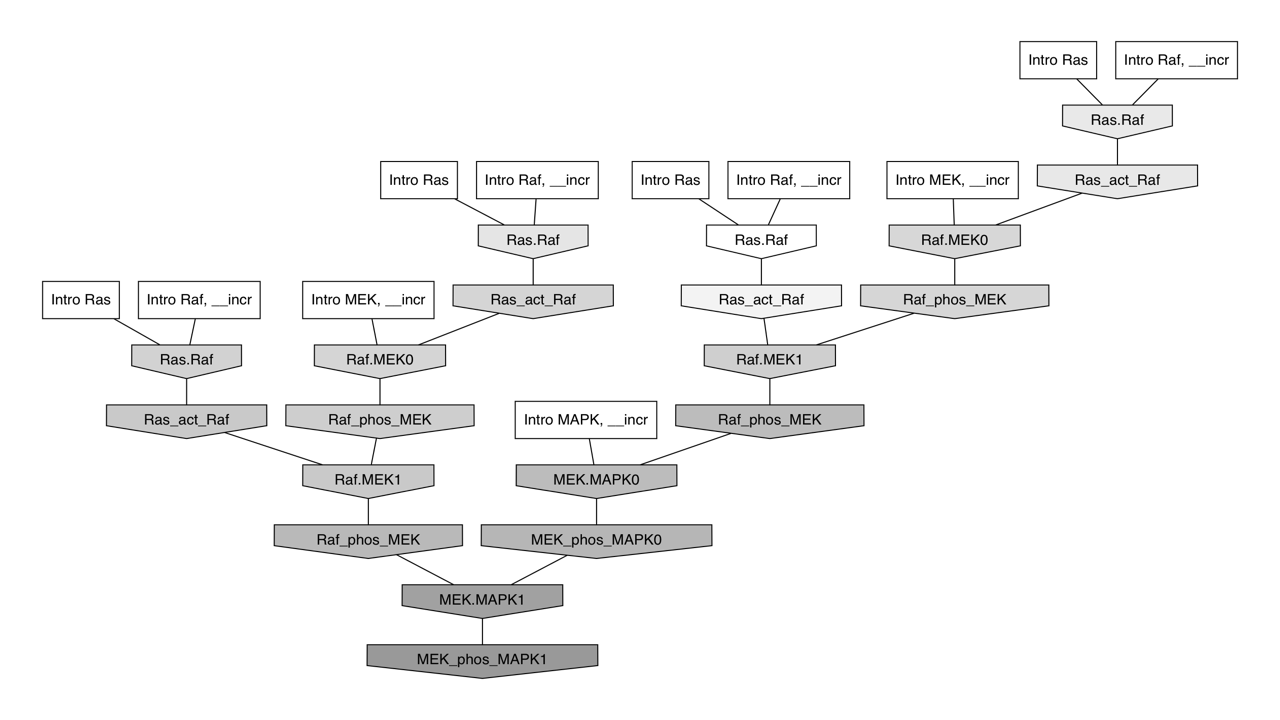 Intro Ras
Intro Raf, __incr
Ras.Raf
Intro Ras
Intro Raf, __incr
Intro Ras
Intro Raf, __incr
Intro MEK, __incr
Ras_act_Raf
Ras.Raf
Ras.Raf
Raf.MEK0
Intro Ras
Intro Raf, __incr
Intro MEK, __incr
Ras_act_Raf
Ras_act_Raf
Raf_phos_MEK
Ras.Raf
Raf.MEK0
Raf.MEK1
Ras_act_Raf
Raf_phos_MEK
Intro MAPK, __incr
Raf_phos_MEK
Raf.MEK1
MEK.MAPK0
Raf_phos_MEK
MEK_phos_MAPK0
MEK.MAPK1
MEK_phos_MAPK1